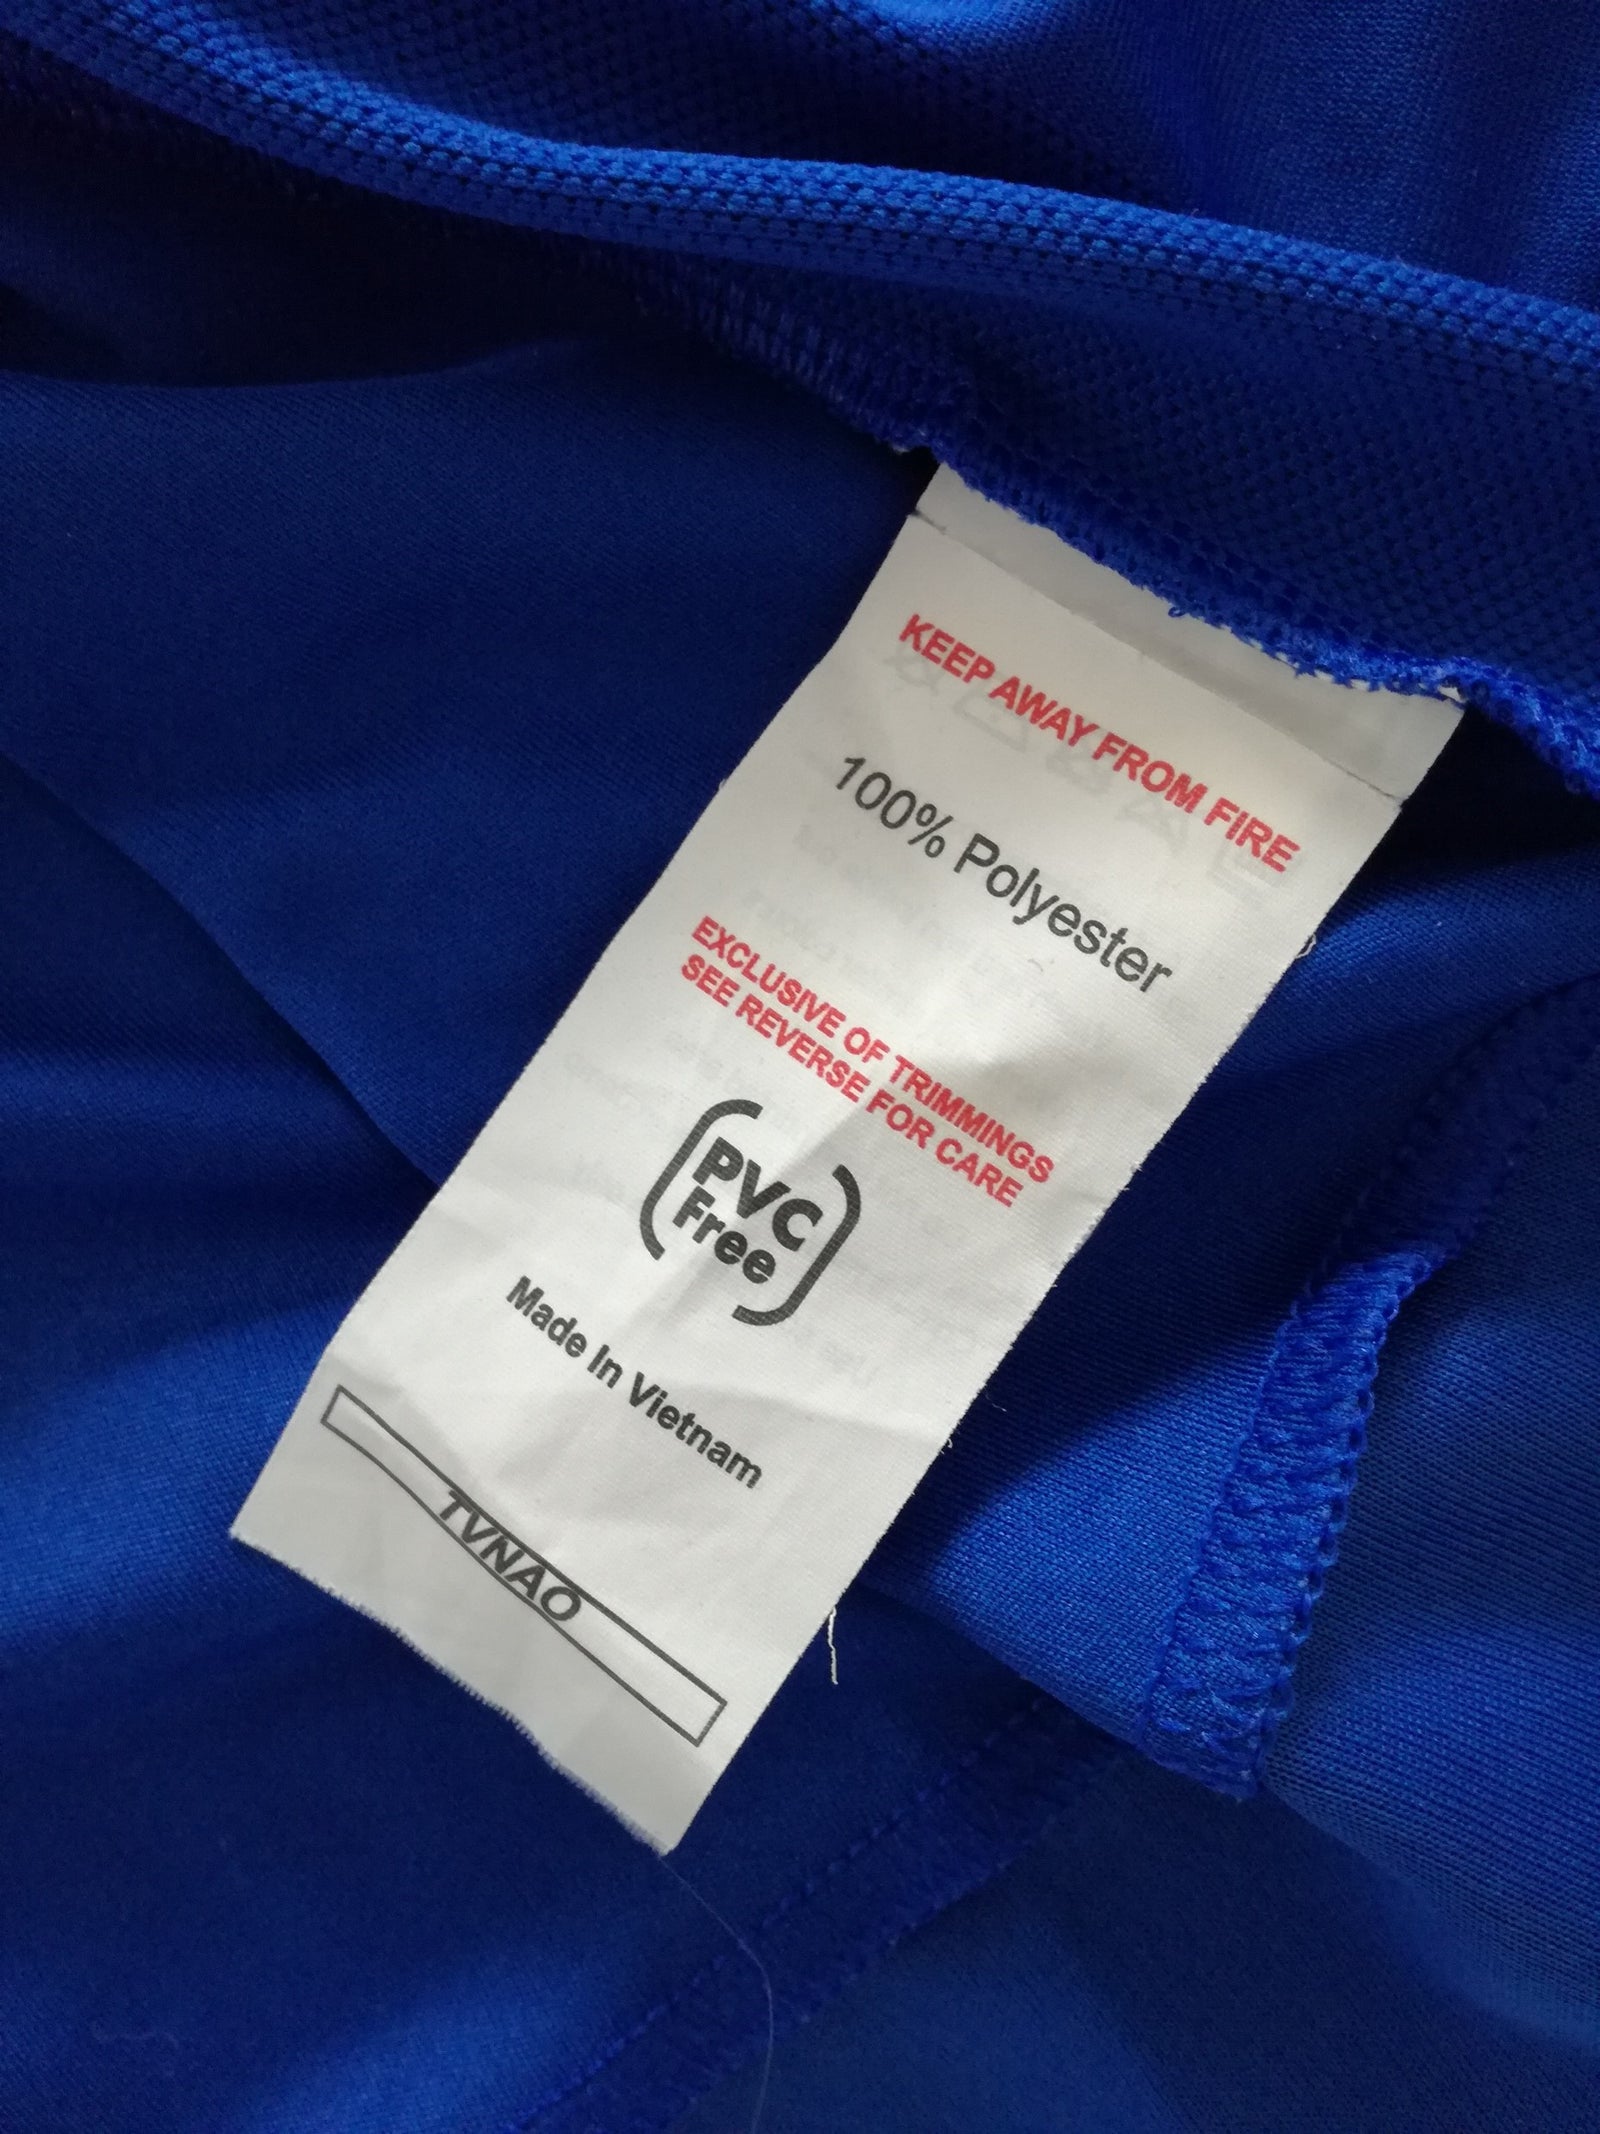 KEEP AWAY FROM FIRE
100% Polyester
EXCLUSIVE OF TRIMMINGS
SEE REVERSE FOR CARE
PVC
Free
Made In Vietnam
TVNAO